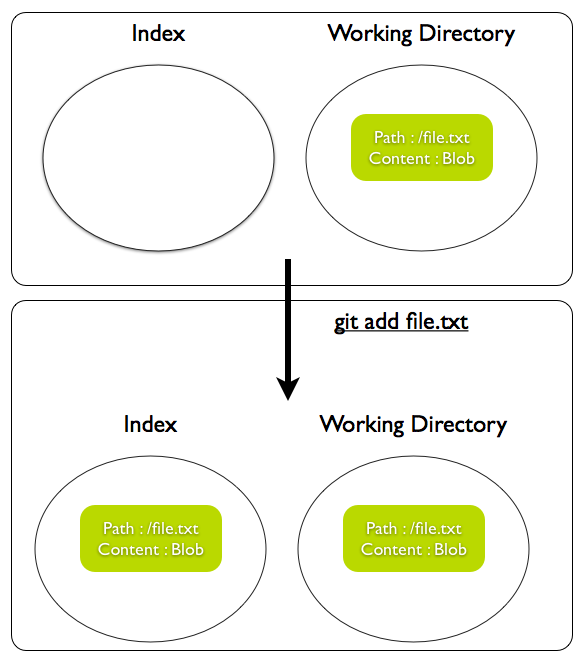 Index
Working Directory
Path : /file.txt
Content : Blob
git add file.txt
Index
Working Directory
Path : /file.txt
Content : Blob
Path : /file.txt
Content : Blob